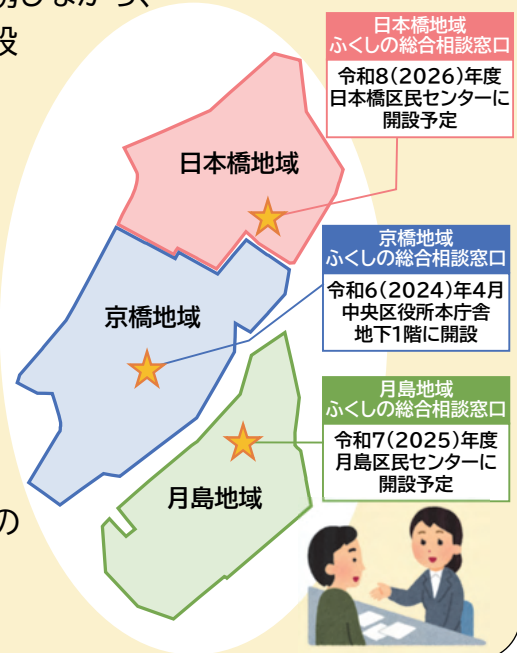 ながら、
設
日本橋地域
ふくしの総合相談窓口
令和8(2026)年度
日本橋区民センターに
開設予定
日本橋地域
京橋地域
ふくしの総合相談窓口
令和6(2024)年4月
中央区役所本庁舎
地下1階に開設
京橋地域
月島地域
ふくしの総合相談窓口
令和7(2025)年度
月島区民センターに
開設予定
月島地域
の